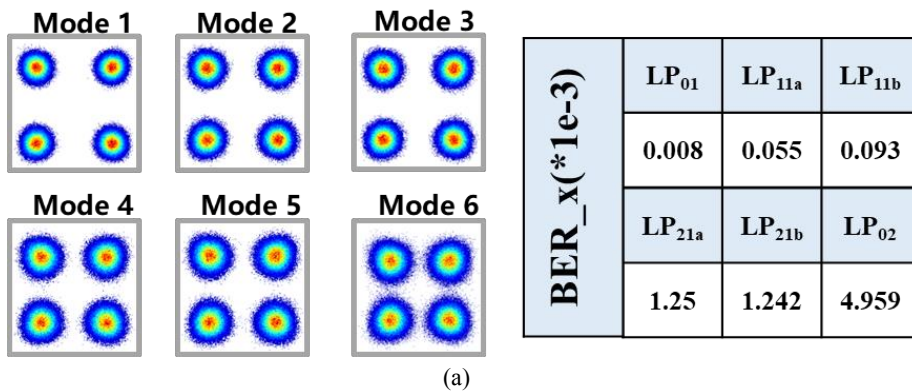 Mode 1 Mode 2 Mode 3
Mode 4 Mode 5 Mode 6
BER_x(*1e-3)
LP01 LP11a LP11b
0.008 0.055 0.093
LP21a LP21b LP02
1.25 1.242 4.959
(a)